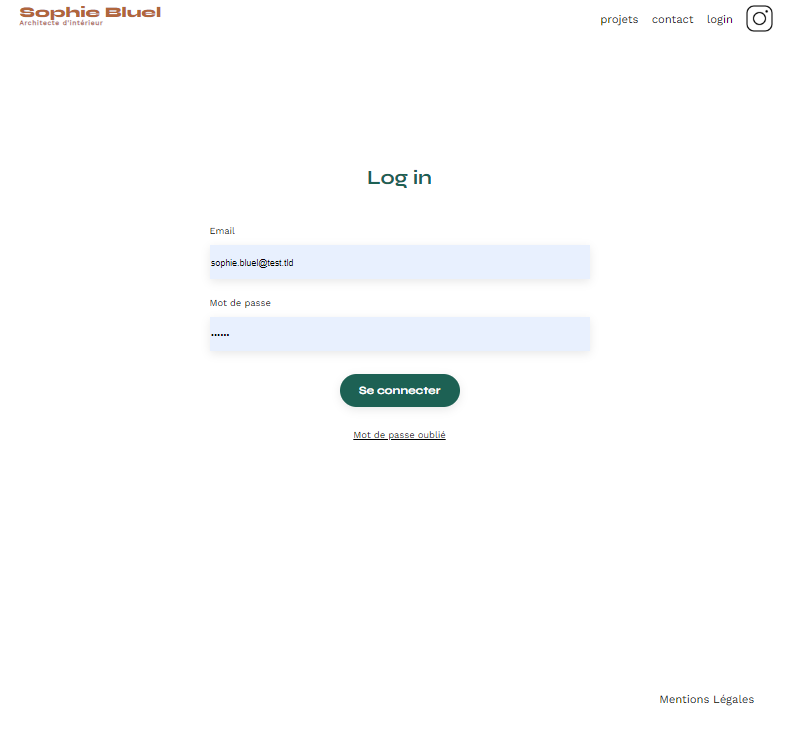 Sophie Bluel
Architecte d'intérieur
projets
contact
login
Log in
Email
sophie.bluel@test.tld
Mot de passe
••••••
Se connecter
Mot de passe oublié
Mentions Légales